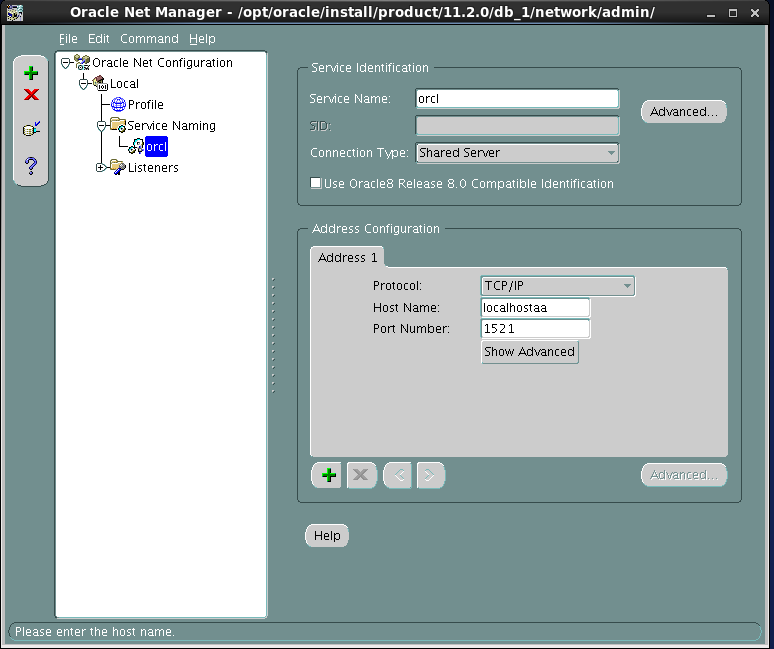 Oracle Net Manager - /opt/oracle/install/product/11.2.0/db_1/network/admin/
File Edit Command Help
Oracle Net Configuration
Local
Profile
Service Naming
orcl
Listeners
Service Identification
Service Name: orcl
Advanced...
SID:
Connection Type: Shared Server
Use Oracle8 Release 8.0 Compatible Identification
Address Configuration
Address 1
Protocol: TCP/IP
Host Name: localhostaa
Port Number: 1521
Show Advanced
Advanced...
Help
Please enter the host name.